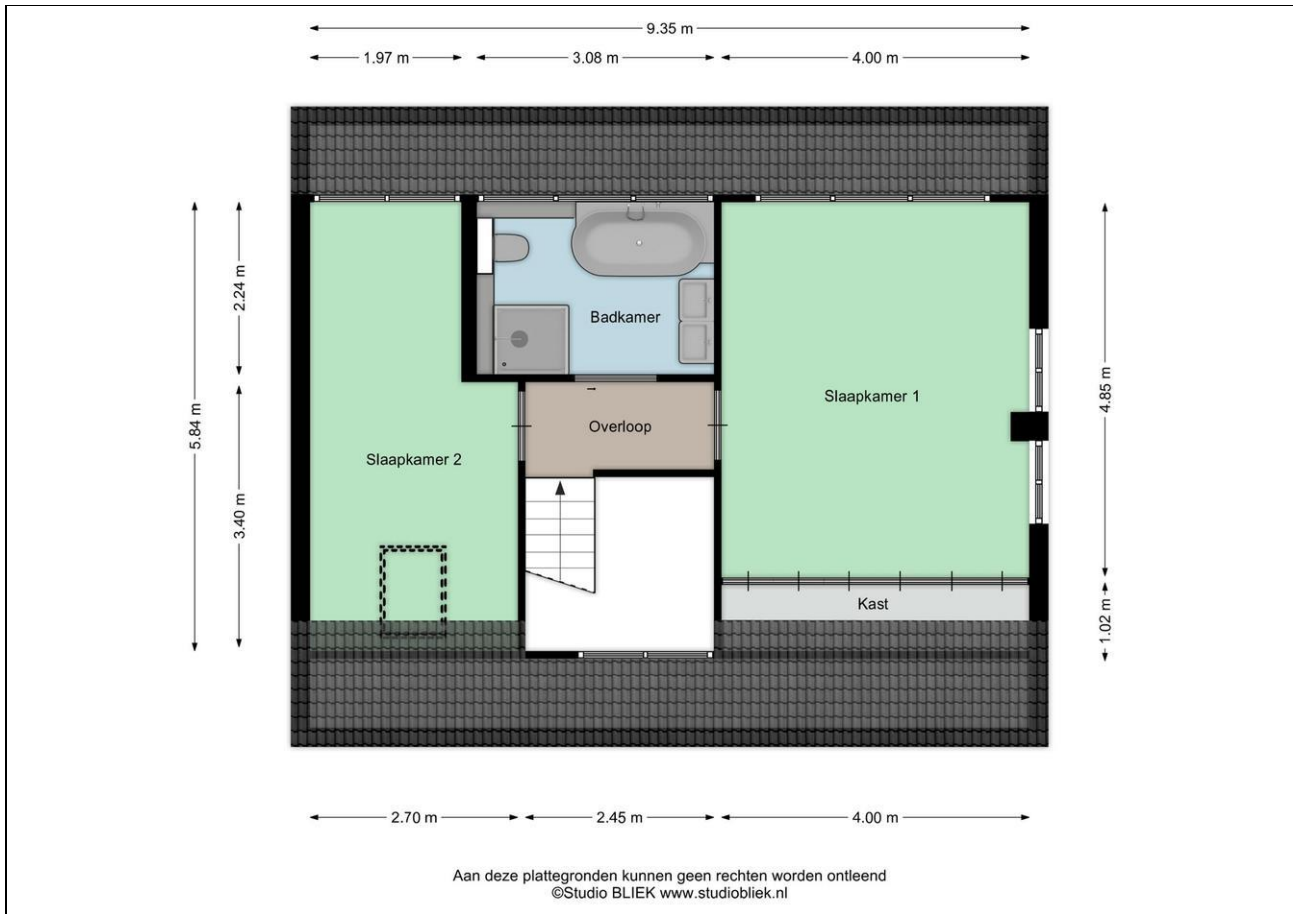 9.35 m
1.97 m
3.08 m
4.00 m
2.24 m
5.84 m
3.40 m
4.85 m
1.02 m
Badkamer
Slaapkamer 1
Overloop
Slaapkamer 2
Kast
2.70 m
2.45 m
4.00 m
Aan deze plattegronden kunnen geen rechten worden ontleend
©Studio BLIEK www.studiobliek.nl